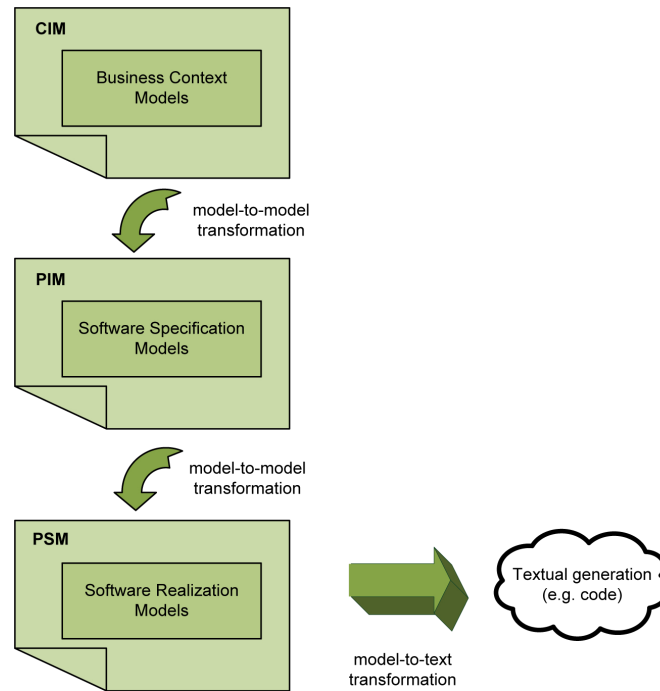 CIM
Business Context
Models
model-to-model
transformation
PIM
Software Specification
Models
model-to-model
transformation
PSM
Software Realization
Models
model-to-text
transformation
Textual generation
(e.g. code)